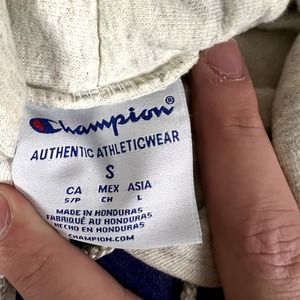 Champion®
AUTHENTIC ATHLETICWEAR
S
CA MEX ASIA
S/P CH L
MADE IN HONDURAS
FABRIQUÉ AU HONDURAS
HECHO EN HONDURAS
CHAMPION.COM